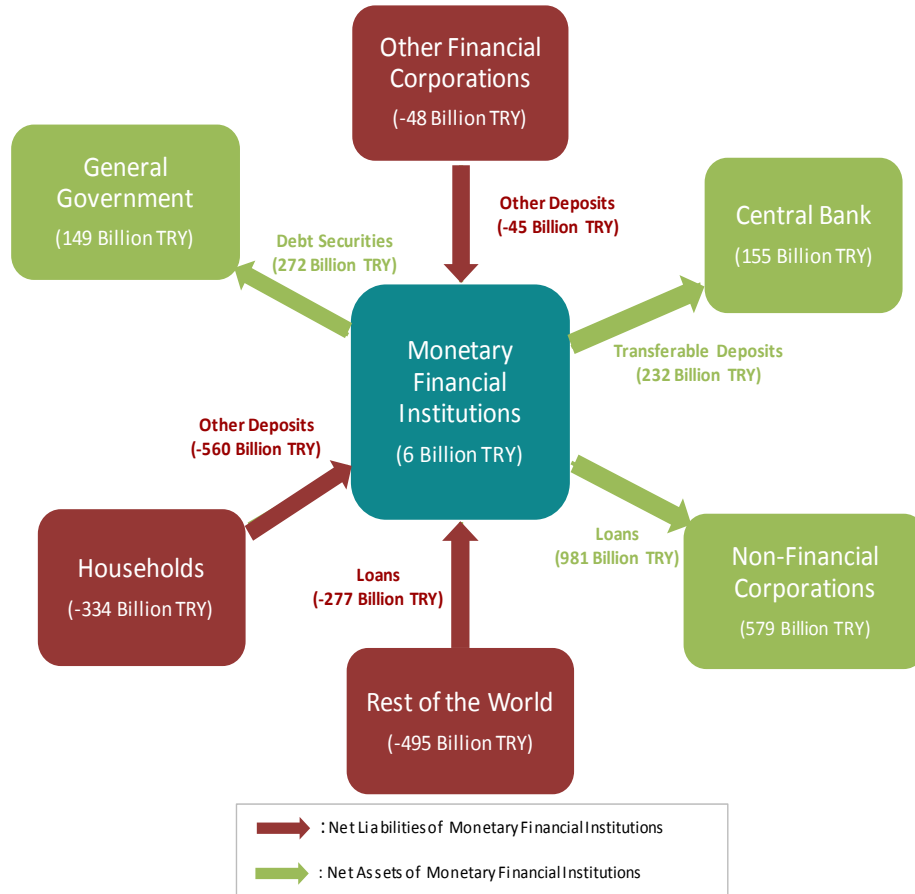 Other Financial
Corporations
(-48 Billion TRY)
General
Government
(149 Billion TRY)
Other Deposits
(-45 Billion TRY)
Central Bank
(155 Billion TRY)
Debt Securities
(272 Billion TRY)
Monetary
Financial
Institutions
(6 Billion TRY)
Transferable Deposits
(232 Billion TRY)
Other Deposits
(-560 Billion TRY)
Households
(-334 Billion TRY)
Loans
(-277 Billion TRY)
Loans
(981 Billion TRY)
Non-Financial
Corporations
(579 Billion TRY)
Rest of the World
(-495 Billion TRY)
: Net Liabilities of Monetary Financial Institutions
: Net Assets of Monetary Financial Institutions